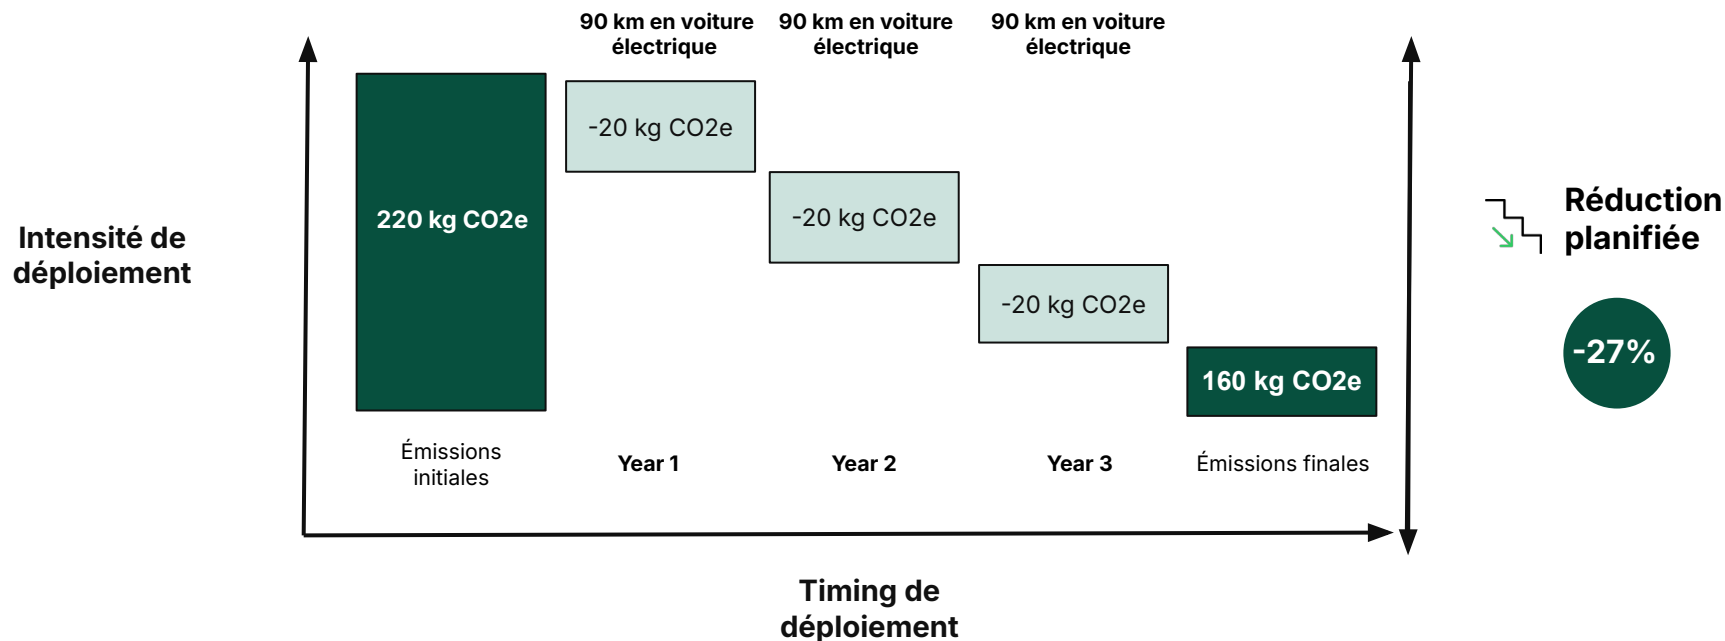 90 km en voiture
électrique
90 km en voiture
électrique
90 km en voiture
électrique
Intensité de
déploiement
220 kg CO2e
-20 kg CO2e
-20 kg CO2e
-20 kg CO2e
160 kg CO2e
Émissions
initiales
Year 1
Year 2
Year 3
Émissions finales
Timing de
déploiement
Réduction
planifiée
-27%